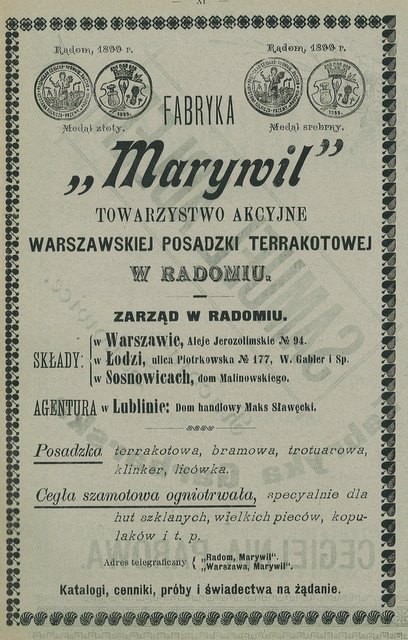 — XI —
Radom, 1899 r.
Radom, 1899 r.
Medal złoty.
Medal srebrny.
FABRYKA
„Marywil”
TOWARZYSTWO AKCYJNE
WARSZAWSKIEJ POSADZKI TERRAKOTOWEJ
W RADOMIU.
ZARZĄD W RADOMIU.
SKŁADY:
w Warszawie, Aleje Jerozolimskie № 94.
w Łodzi, ulica Piotrkowska № 177, W. Gabler i Sp.
w Sosnowicach, dom Malinowskiego.
AGENTURA w Lublinie: Dom handlowy Maks Sławęcki.
Posadzka terrakotowa, bramowa, trotuarowa,
klinker, licówka.
Cegła szamotowa ogniotrwała, specyalnie dla
hut szklanych, wielkich pieców, kopu-
laków i t. p.
Adres telegraficzny { „Radom, Marywil”.
„Warszawa, Marywil”.
Katalogi, cenniki, próby i świadectwa na żądanie.